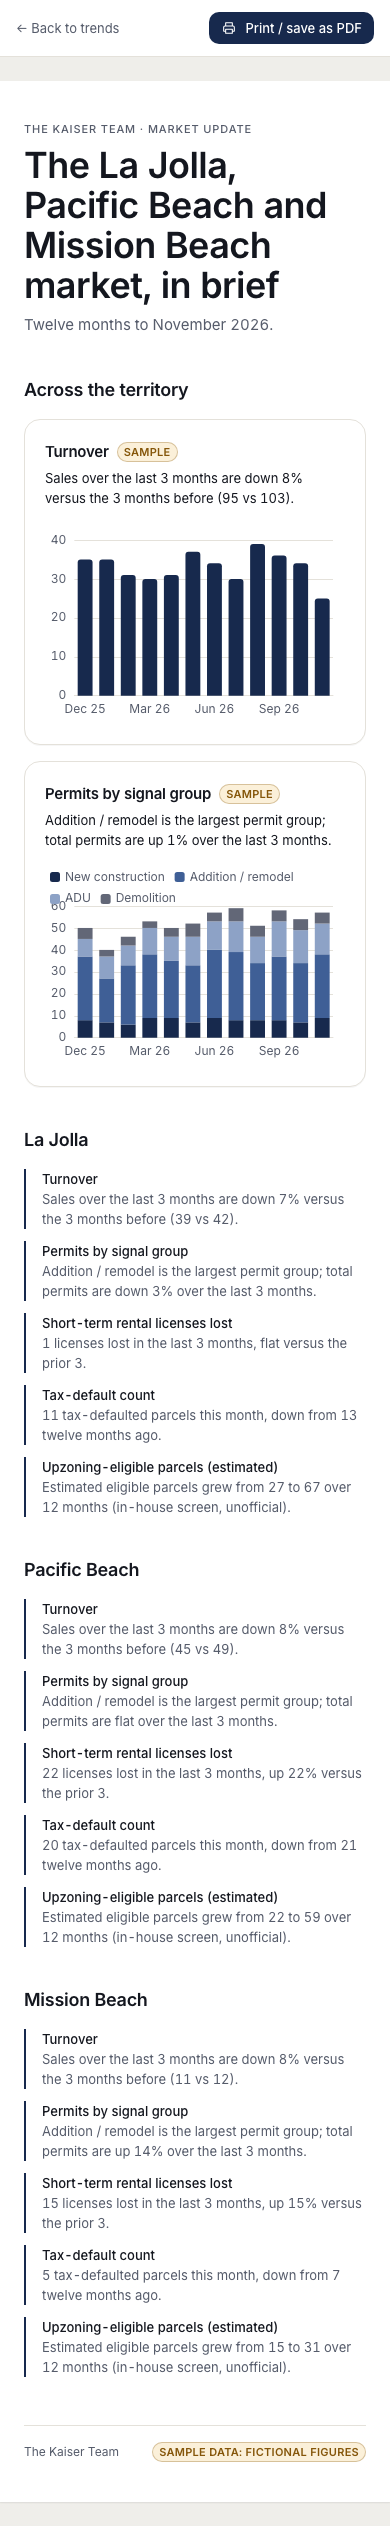 ← Back to trends
Print / save as PDF
THE KAISER TEAM · MARKET UPDATE
The La Jolla,
Pacific Beach and
Mission Beach
market, in brief
Twelve months to November 2026.
Across the territory
Turnover SAMPLE
Sales over the last 3 months are down 8%
versus the 3 months before (95 vs 103).
40
30
20
10
0
Dec 25 Mar 26 Jun 26 Sep 26
Permits by signal group SAMPLE
Addition / remodel is the largest permit group;
total permits are up 1% over the last 3 months.
New construction Addition / remodel
ADU Demolition
60
50
40
30
20
10
0
Dec 25 Mar 26 Jun 26 Sep 26
La Jolla
Turnover
Sales over the last 3 months are down 7% versus
the 3 months before (39 vs 42).
Permits by signal group
Addition / remodel is the largest permit group; total
permits are down 3% over the last 3 months.
Short-term rental licenses lost
1 licenses lost in the last 3 months, flat versus the
prior 3.
Tax-default count
11 tax-defaulted parcels this month, down from 13
twelve months ago.
Upzoning-eligible parcels (estimated)
Estimated eligible parcels grew from 27 to 67 over
12 months (in-house screen, unofficial).
Pacific Beach
Turnover
Sales over the last 3 months are down 8% versus
the 3 months before (45 vs 49).
Permits by signal group
Addition / remodel is the largest permit group; total
permits are flat over the last 3 months.
Short-term rental licenses lost
22 licenses lost in the last 3 months, up 22% versus
the prior 3.
Tax-default count
20 tax-defaulted parcels this month, down from 21
twelve months ago.
Upzoning-eligible parcels (estimated)
Estimated eligible parcels grew from 22 to 59 over
12 months (in-house screen, unofficial).
Mission Beach
Turnover
Sales over the last 3 months are down 8% versus
the 3 months before (11 vs 12).
Permits by signal group
Addition / remodel is the largest permit group; total
permits are up 14% over the last 3 months.
Short-term rental licenses lost
15 licenses lost in the last 3 months, up 15% versus
the prior 3.
Tax-default count
5 tax-defaulted parcels this month, down from 7
twelve months ago.
Upzoning-eligible parcels (estimated)
Estimated eligible parcels grew from 15 to 31 over
12 months (in-house screen, unofficial).
The Kaiser Team
SAMPLE DATA: FICTIONAL FIGURES